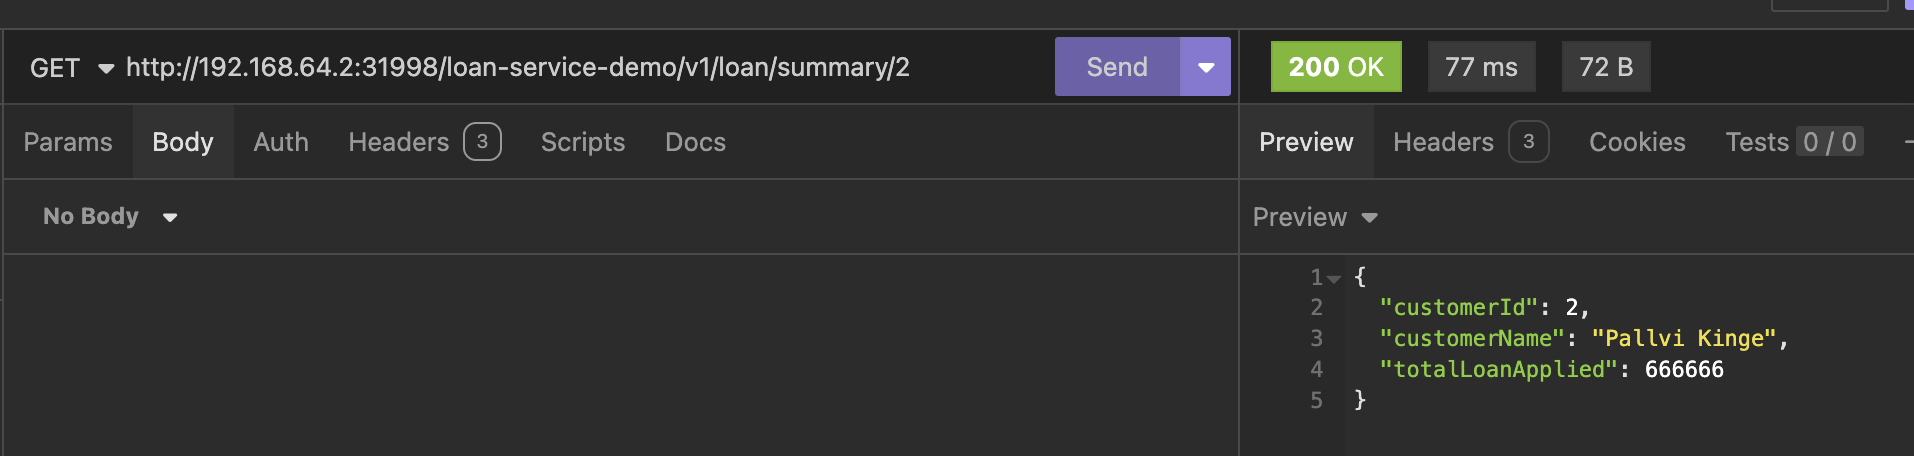 GET http://192.168.64.2:31998/loan-service-demo/v1/loan/summary/2 Send
200 OK 77 ms 72 B
Params Body Auth Headers 3 Scripts Docs
Preview Headers 3 Cookies Tests 0 / 0
No Body
Preview
1 {
2 "customerId": 2,
3 "customerName": "Pallvi Kinge",
4 "totalLoanApplied": 666666
5 }